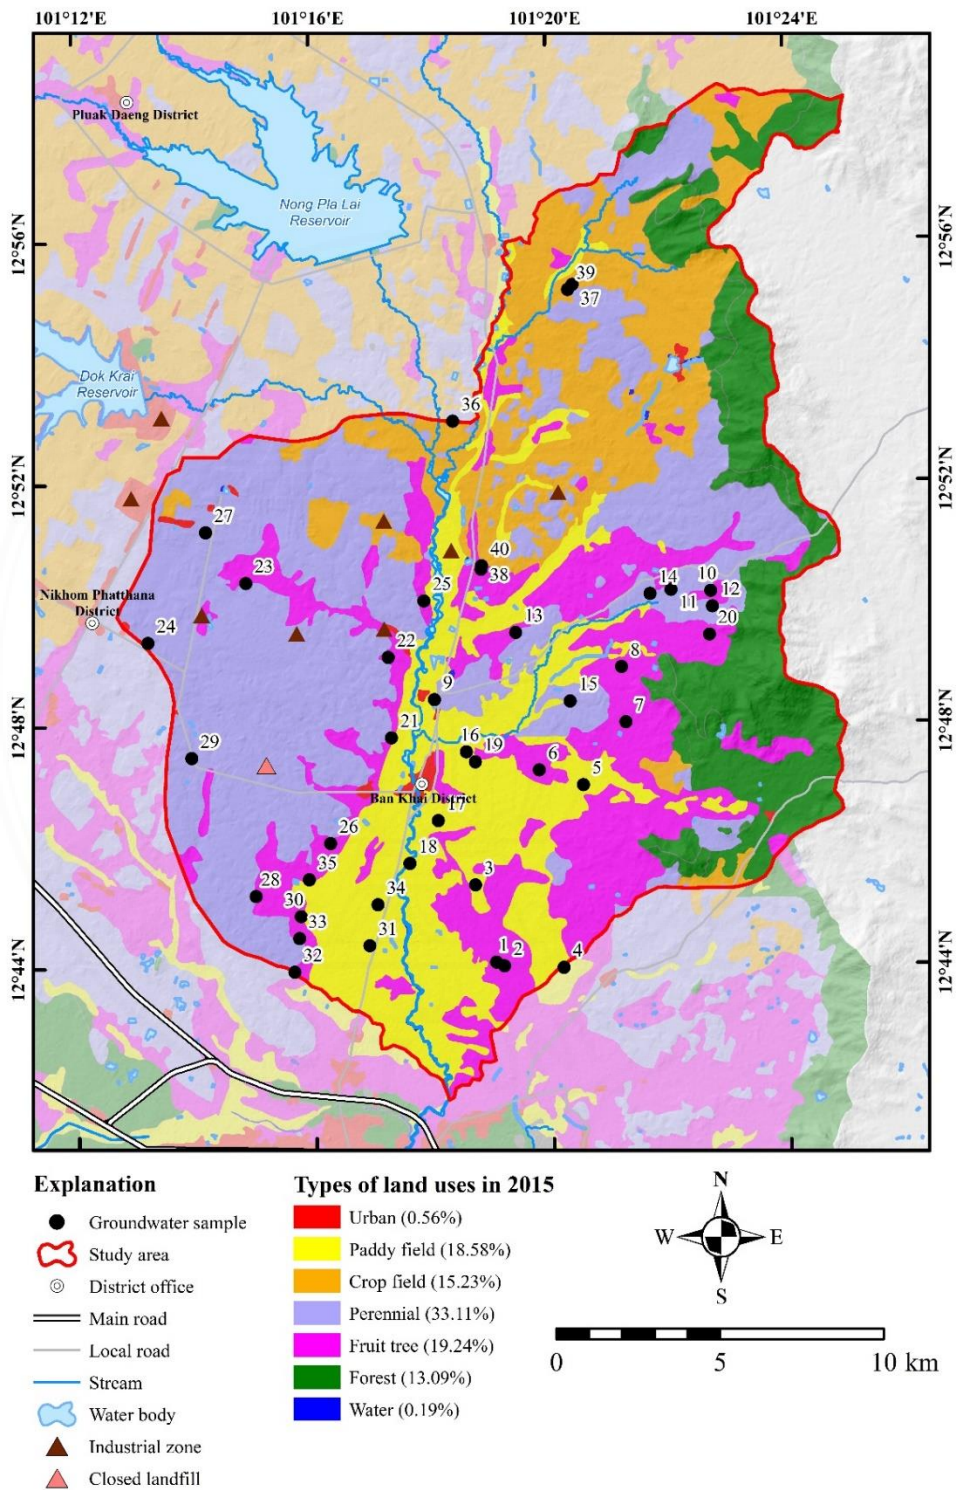 101°12'E 101°16'E 101°20'E 101°24'E
Pluak Daeng District
Nong Pla Lai
Reservoir
12°56'N
12°56'N
39
37
Dok Krai
Reservoir
36
12°52'N
12°52'N
27
40
38
23
14
10
25
11
12
Nikhom Phatthana
District
13
20
24
22
8
9
15
7
12°48'N
12°48'N
21
16
19
6
5
29
Ban Khai District
17
26
18
35
3
28
34
30
33
31
1
2
4
32
12°44'N
12°44'N
Explanation
Groundwater sample
Study area
District office
Main road
Local road
Stream
Water body
Industrial zone
Closed landfill
Types of land uses in 2015
Urban (0.56%)
Paddy field (18.58%)
Crop field (15.23%)
Perennial (33.11%)
Fruit tree (19.24%)
Forest (13.09%)
Water (0.19%)
N
W E
S
0 5 10 km